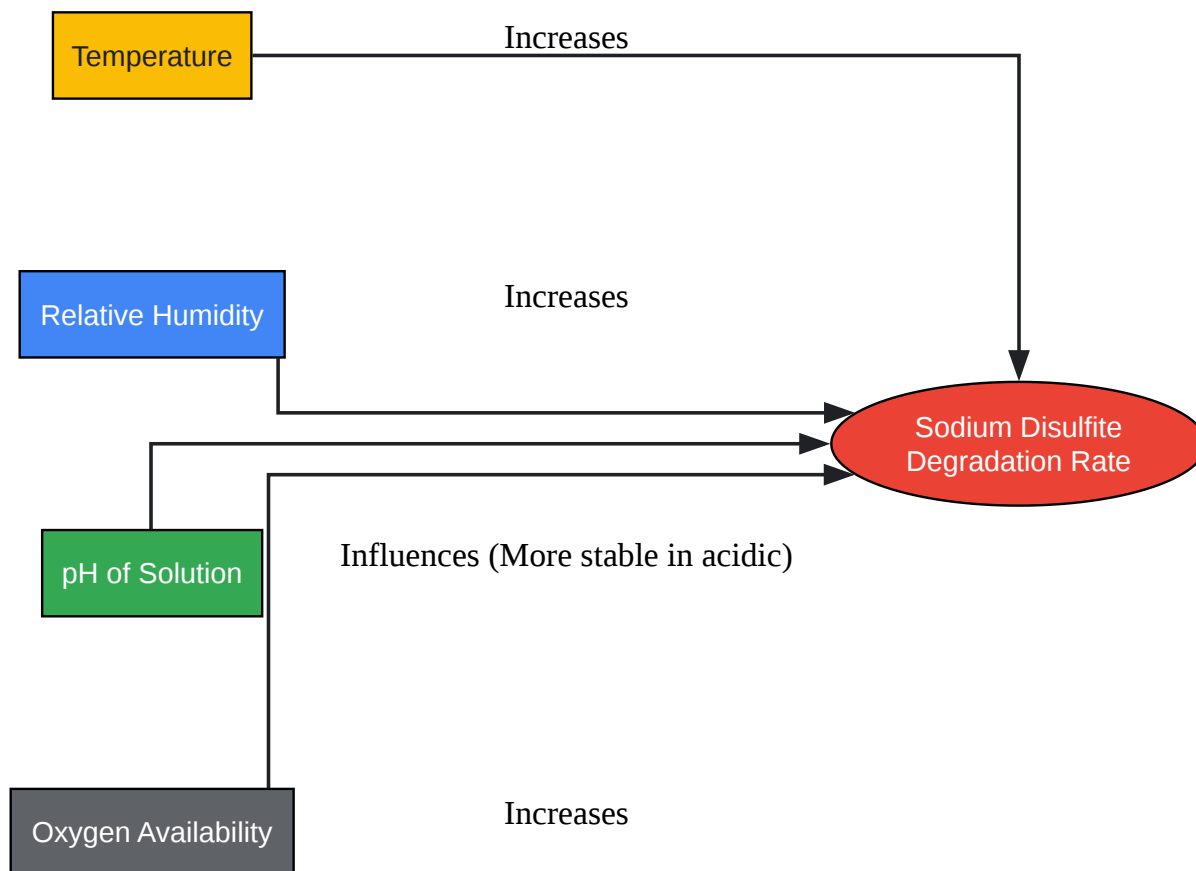 Temperature
Increases
Relative Humidity
Increases
Sodium Disulfite
Degradation Rate
pH of Solution
Influences (More stable in acidic)
Oxygen Availability
Increases